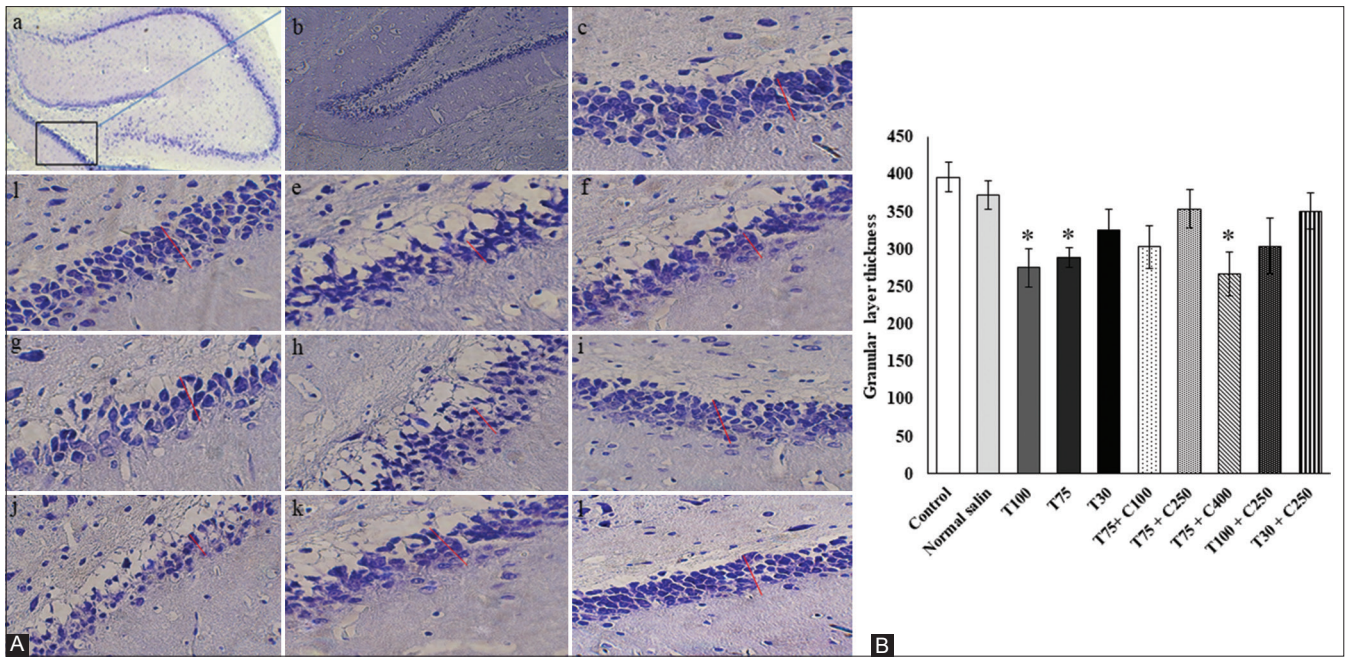 a
b
c
l
e
f
g
h
i
j
k
l
A
Granular layer thickness
450
400
350
300
250
200
150
100
50
0
*
*
*
Control
Normal salin
T100
T75
T30
T75+ C100
T75 + C250
T75 + C400
T100 + C250
T30 + C250
B